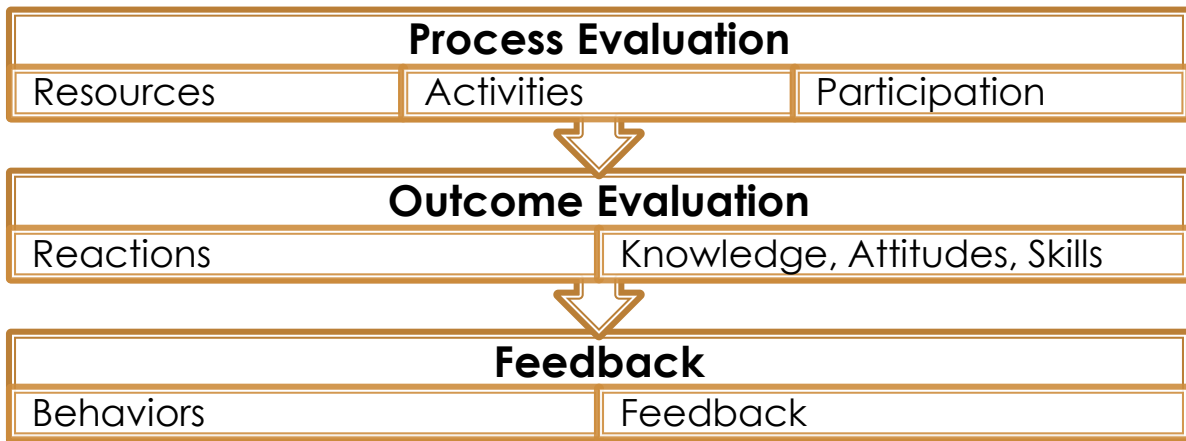 Process Evaluation
Resources
Activities
Participation
Outcome Evaluation
Reactions
Knowledge, Attitudes, Skills
Feedback
Behaviors
Feedback